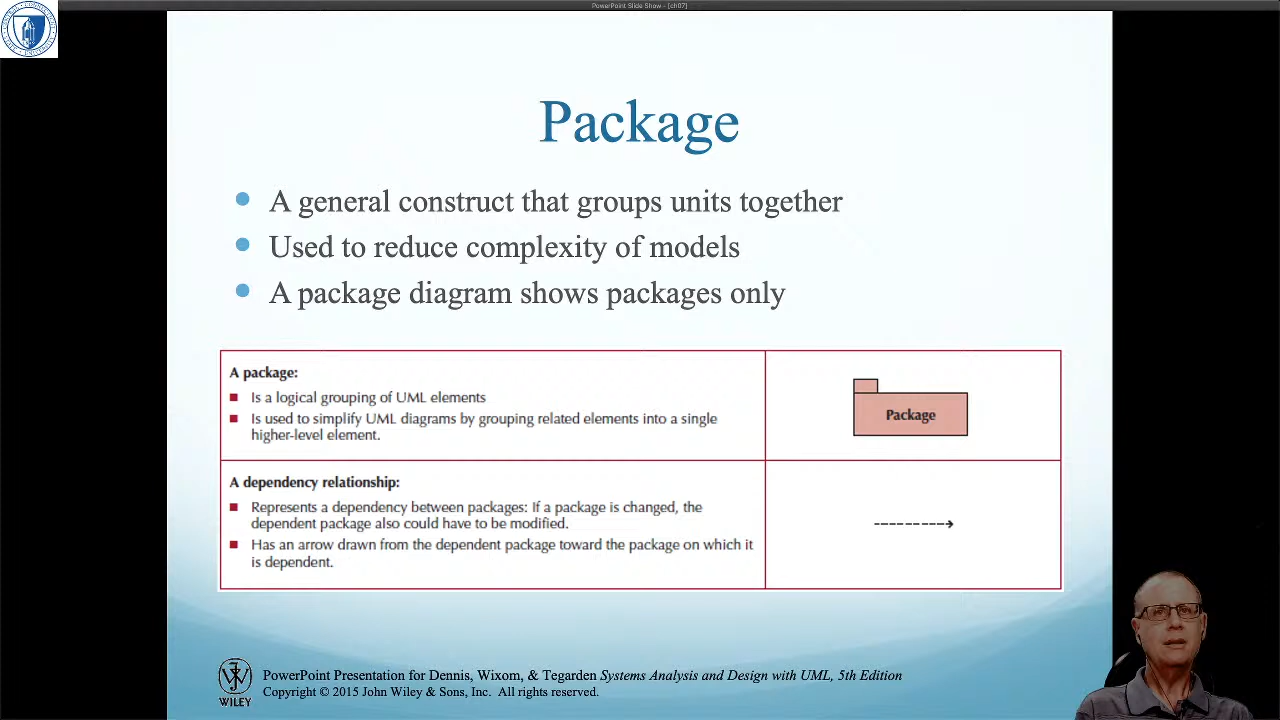 PowerPoint Slide Show - [ch07]
Package
A general construct that groups units together
Used to reduce complexity of models
A package diagram shows packages only
A package:
Is a logical grouping of UML elements
Is used to simplify UML diagrams by grouping related elements into a single
higher-level element.
Package
A dependency relationship:
Represents a dependency between packages: If a package is changed, the
dependent package also could have to be modified.
Has an arrow drawn from the dependent package toward the package on which it
is dependent.
WILEY
PowerPoint Presentation for Dennis, Wixom, & Tegarden Systems Analysis and Design with UML, 5th Edition
Copyright © 2015 John Wiley & Sons, Inc. All rights reserved.